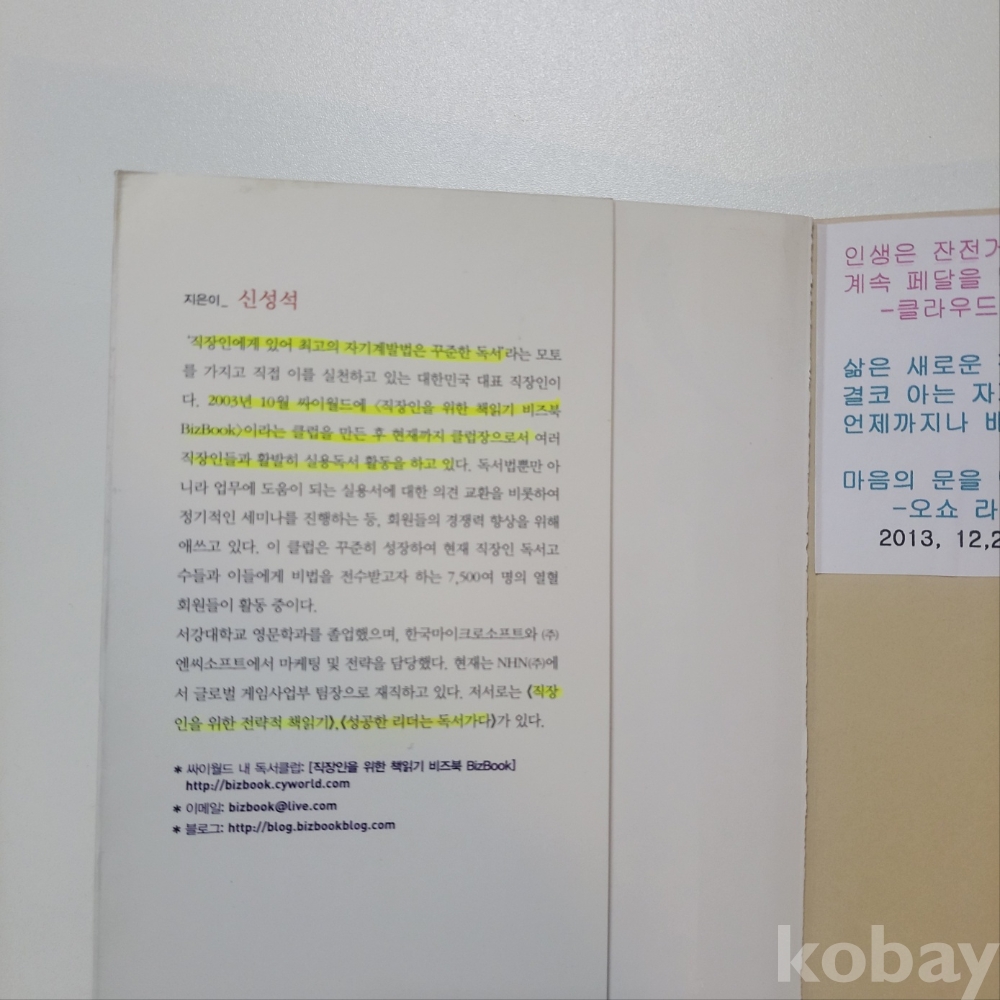 지은이_ 신성석
'직장인에게 있어 최고의 자기계발법은 꾸준한 독서'라는 모토
를 가지고 직접 이를 실천하고 있는 대한민국 대표 직장인이
다. 2003년 10월 싸이월드에 〈직장인을 위한 책읽기 비즈북
BizBook〉이라는 클럽을 만든 후 현재까지 클럽장으로서 여러
직장인들과 활발히 실용독서 활동을 하고 있다. 독서법뿐만 아
니라 업무에 도움이 되는 실용서에 대한 의견 교환을 비롯하여
정기적인 세미나를 진행하는 등, 회원들의 경쟁력 향상을 위해
애쓰고 있다. 이 클럽은 꾸준히 성장하여 현재 직장인 독서고
수들과 이들에게 비법을 전수받고자 하는 7,500여 명의 열혈
회원들이 활동 중이다.
서강대학교 영문학과를 졸업했으며, 한국마이크로소프트와 ㈜
엔씨소프트에서 마케팅 및 전략을 담당했다. 현재는 NHN㈜에
서 글로벌 게임사업부 팀장으로 재직하고 있다. 저서로는 《직장
인을 위한 전략적 책읽기》, 《성공한 리더는 독서가다》가 있다.
* 싸이월드 내 독서클럽: [직장인을 위한 책읽기 비즈북 BizBook]
http://bizbook.cyworld.com
* 이메일: bizbook@live.com
* 블로그: http://blog.bizbookblog.com
인생은 잔전거
계속 페달을
-클라우드
삶은 새로운
결코 아는 자
언제까지나
마음의 문을
-오쇼 라
2013, 12,2
kobay